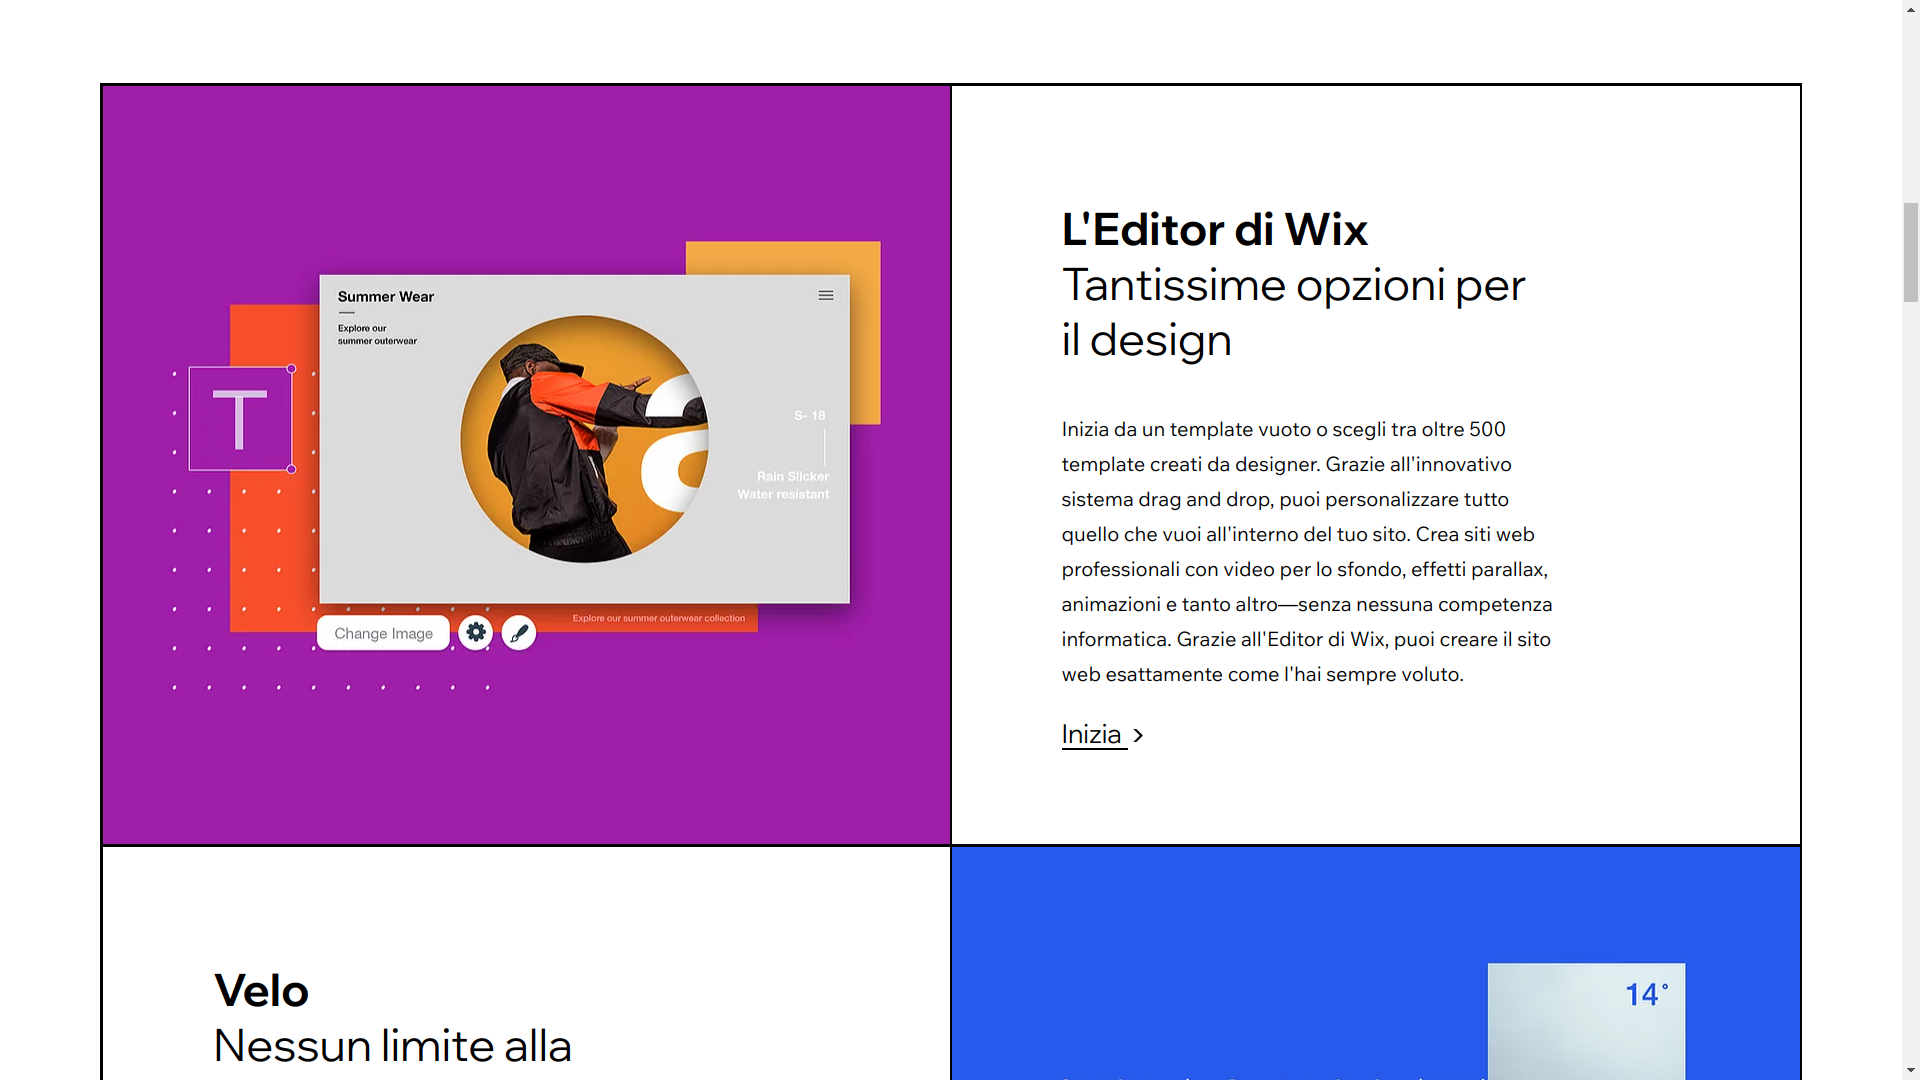 L'Editor di Wix
Tantissime opzioni per
il design
Inizia da un template vuoto o scegli tra oltre 500
template creati da designer. Grazie all'innovativo
sistema drag and drop, puoi personalizzare tutto
quello che vuoi all'interno del tuo sito. Crea siti web
professionali con video per lo sfondo, effetti parallax,
animazioni e tanto altro—senza nessuna competenza
informatica. Grazie all'Editor di Wix, puoi creare il sito
web esattamente come l'hai sempre voluto.
Inizia >
Summer Wear
Explore our
summer outerwear
T
S- 18
Rain Slicker
Water resistant
Explore our summer outerwear collection
Change Image
Velo
Nessun limite alla
14°